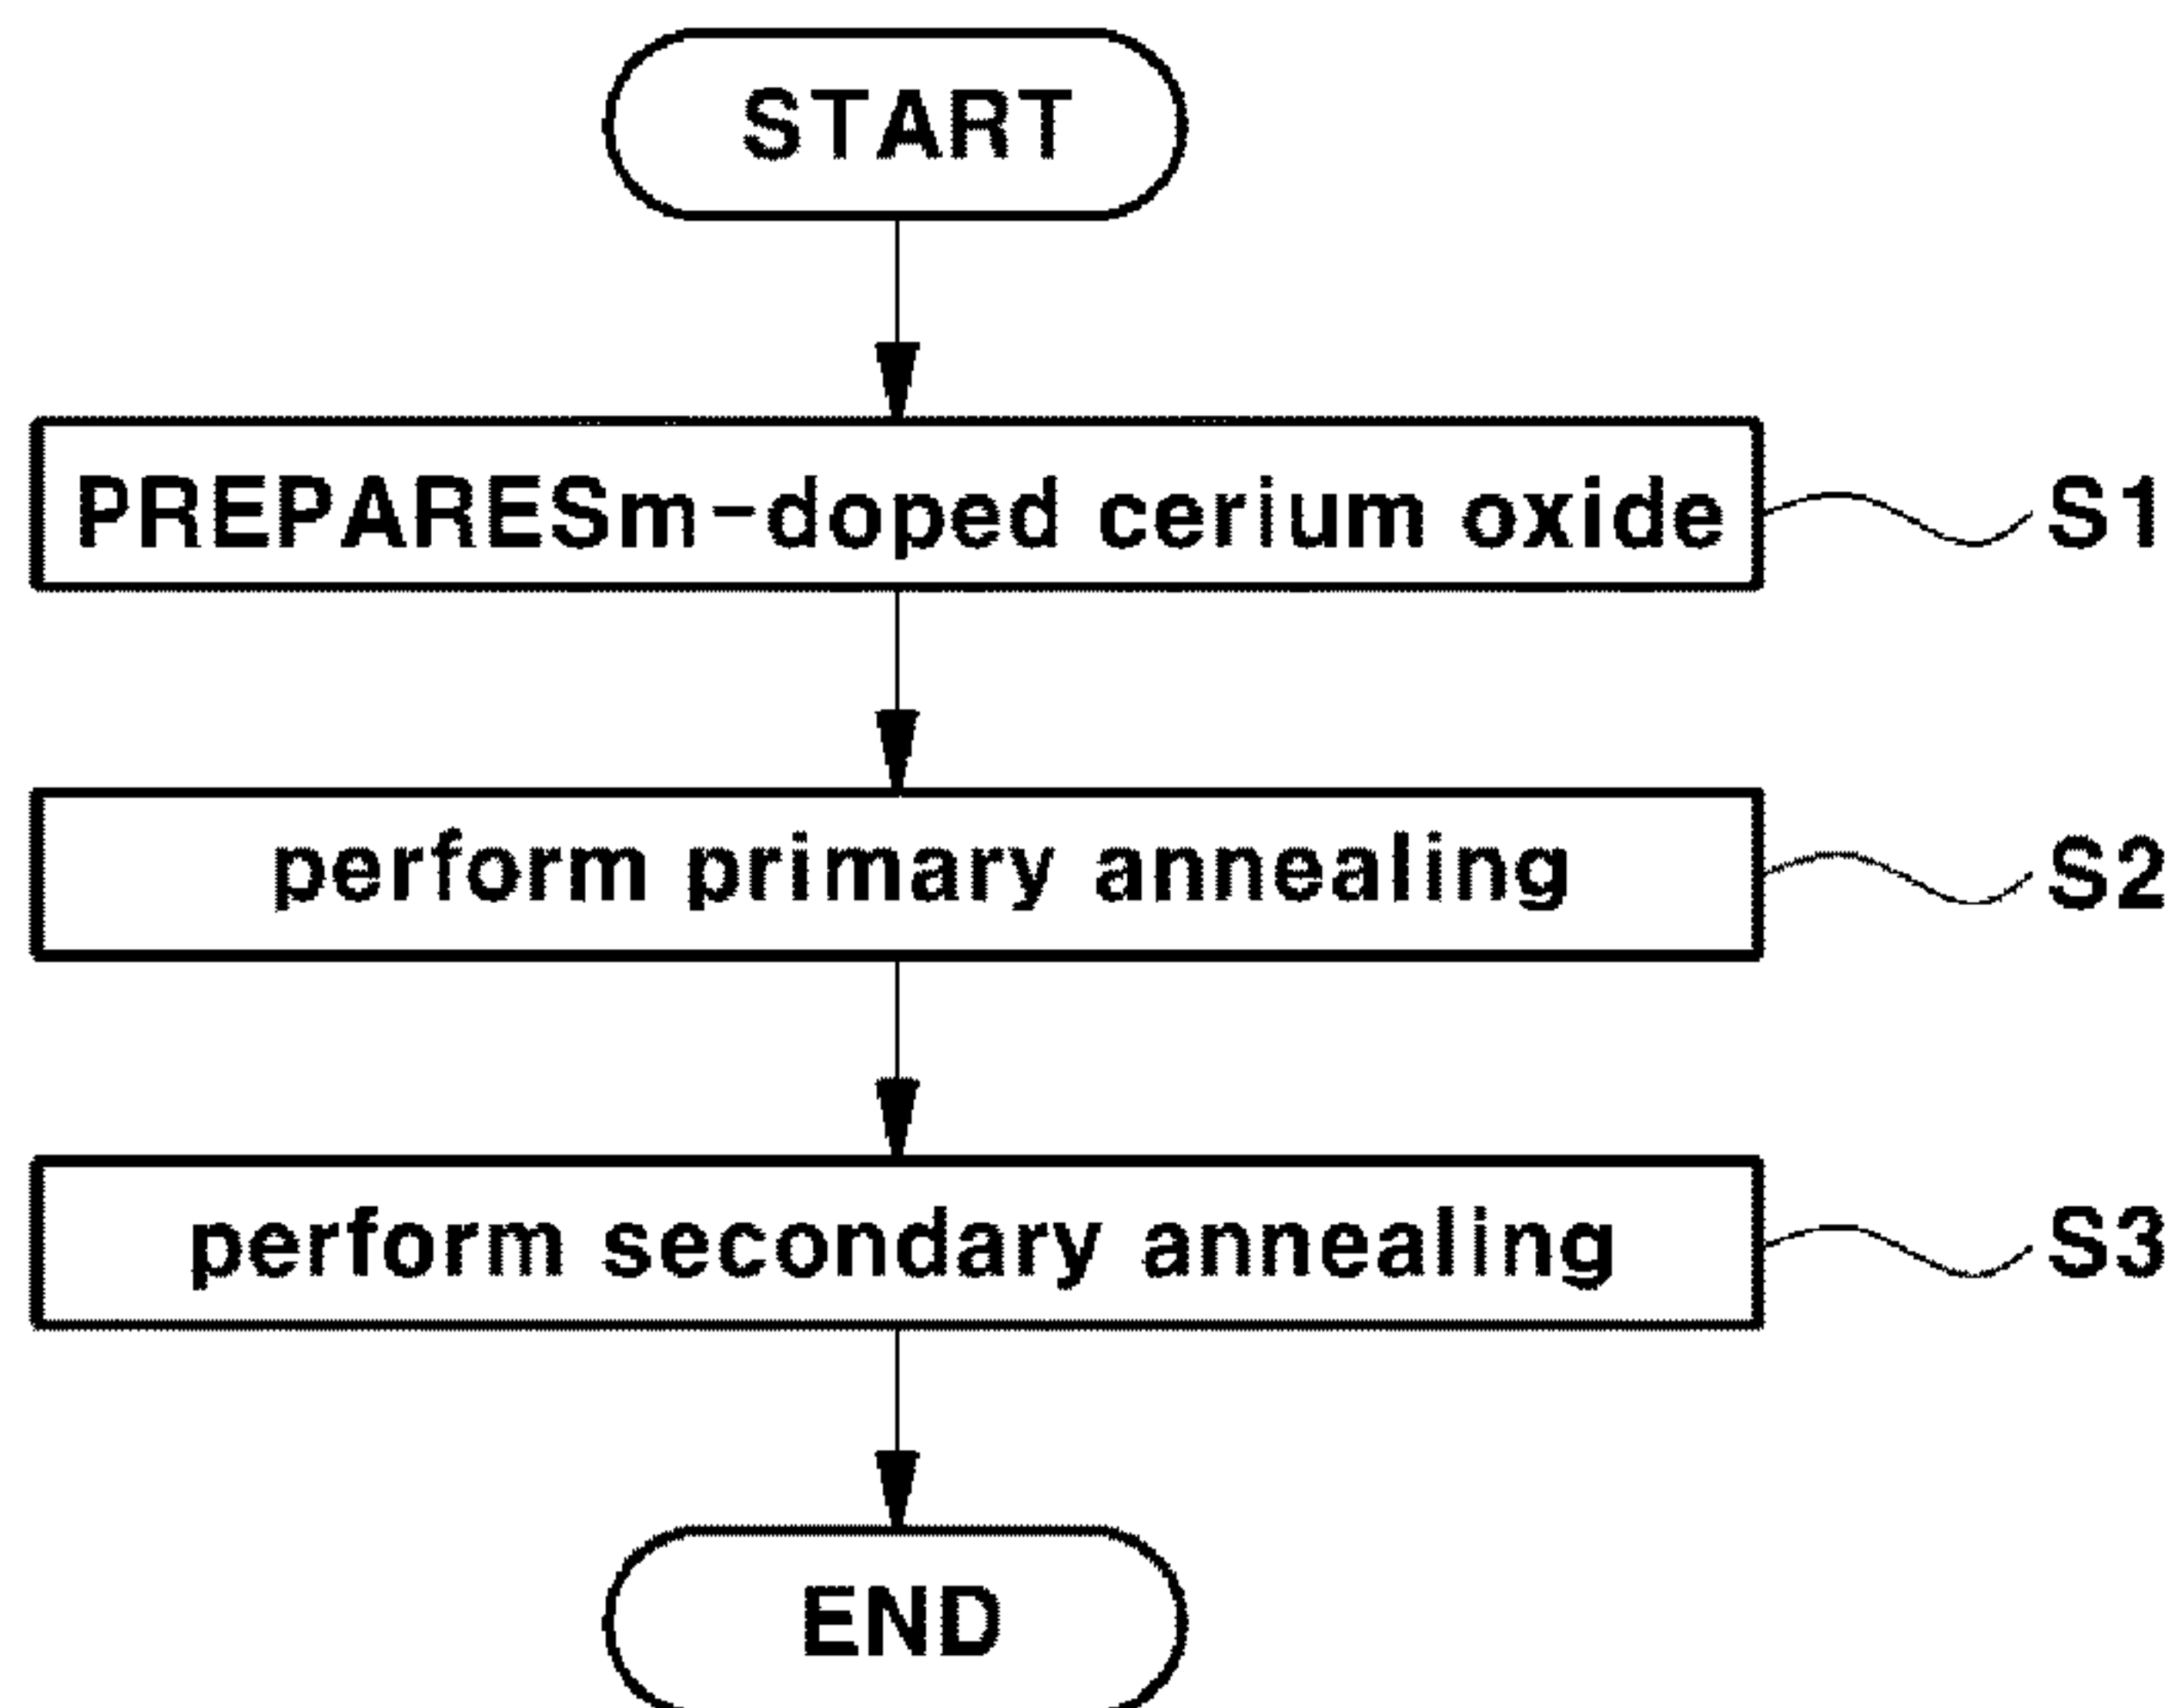 START
PREPARESm-doped cerium oxide S1
perform primary annealing S2
perform secondary annealing S3
END